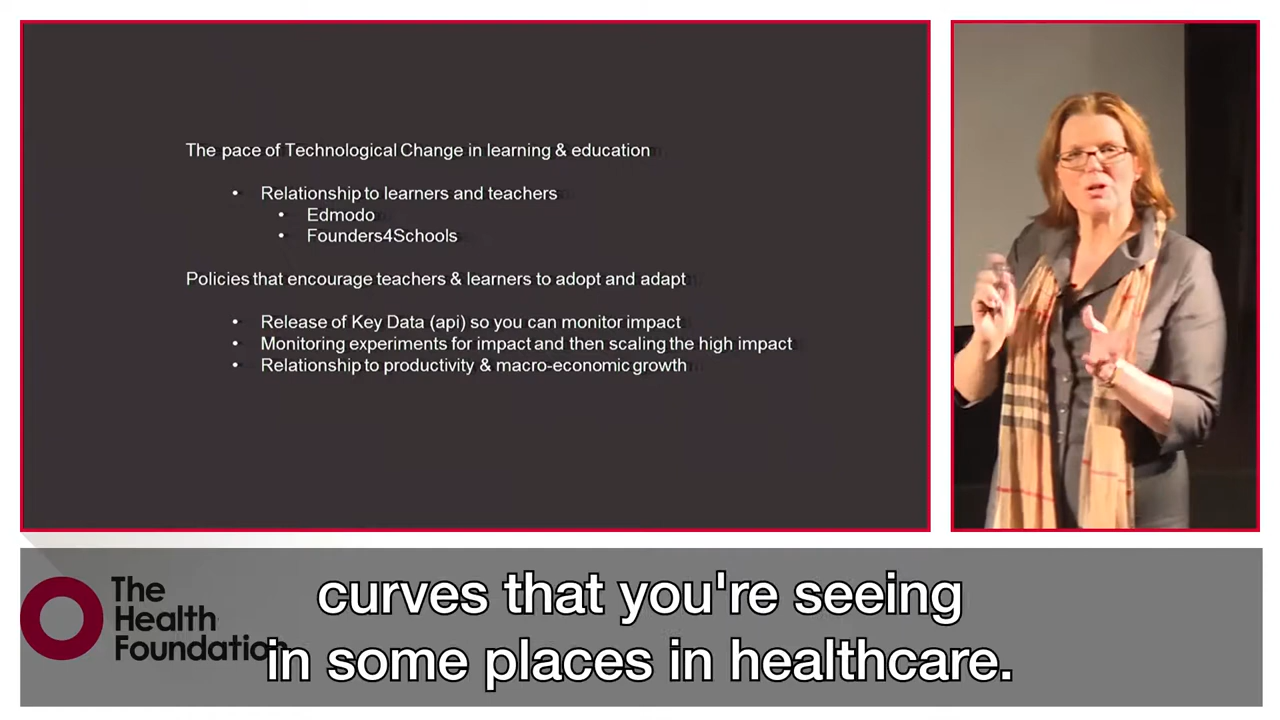 The pace of Technological Change in learning & education
• Relationship to learners and teachers
• Edmodo
• Founders4Schools
Policies that encourage teachers & learners to adopt and adapt
• Release of Key Data (api) so you can monitor impact
• Monitoring experiments for impact and then scaling the high impact
• Relationship to productivity & macro-economic growth
The
Health
Foundation
curves that you're seeing
in some places in healthcare.